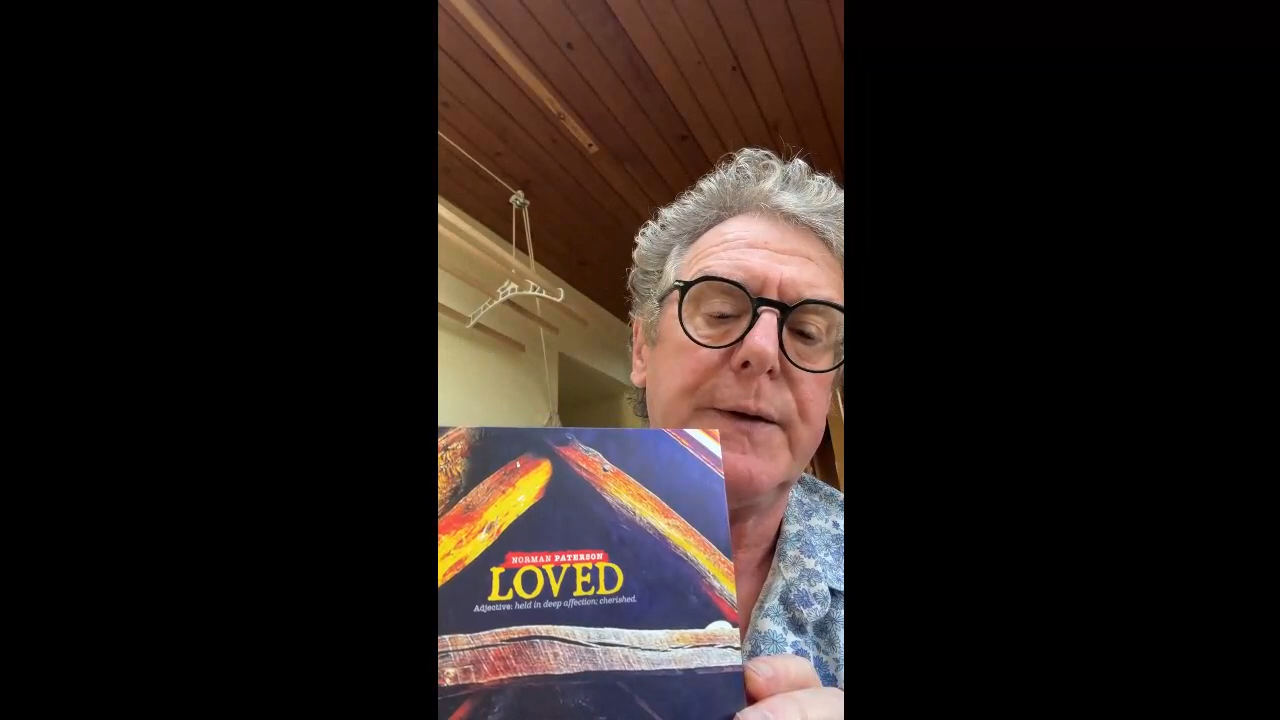 NORMAN PATERSON
LOVED
Adjective: held in deep affection; cherished.